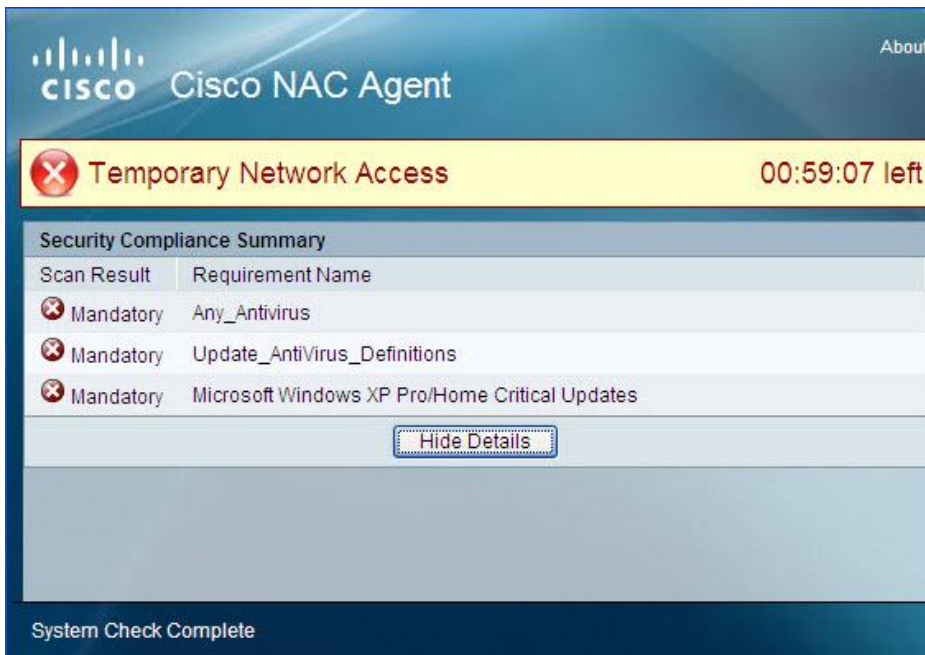 About
CISCO Cisco NAC Agent
Temporary Network Access 00:59:07 left
Security Compliance Summary
Scan Result Requirement Name
Mandatory Any_Antivirus
Mandatory Update_AntiVirus_Definitions
Mandatory Microsoft Windows XP Pro/Home Critical Updates
Hide Details
System Check Complete